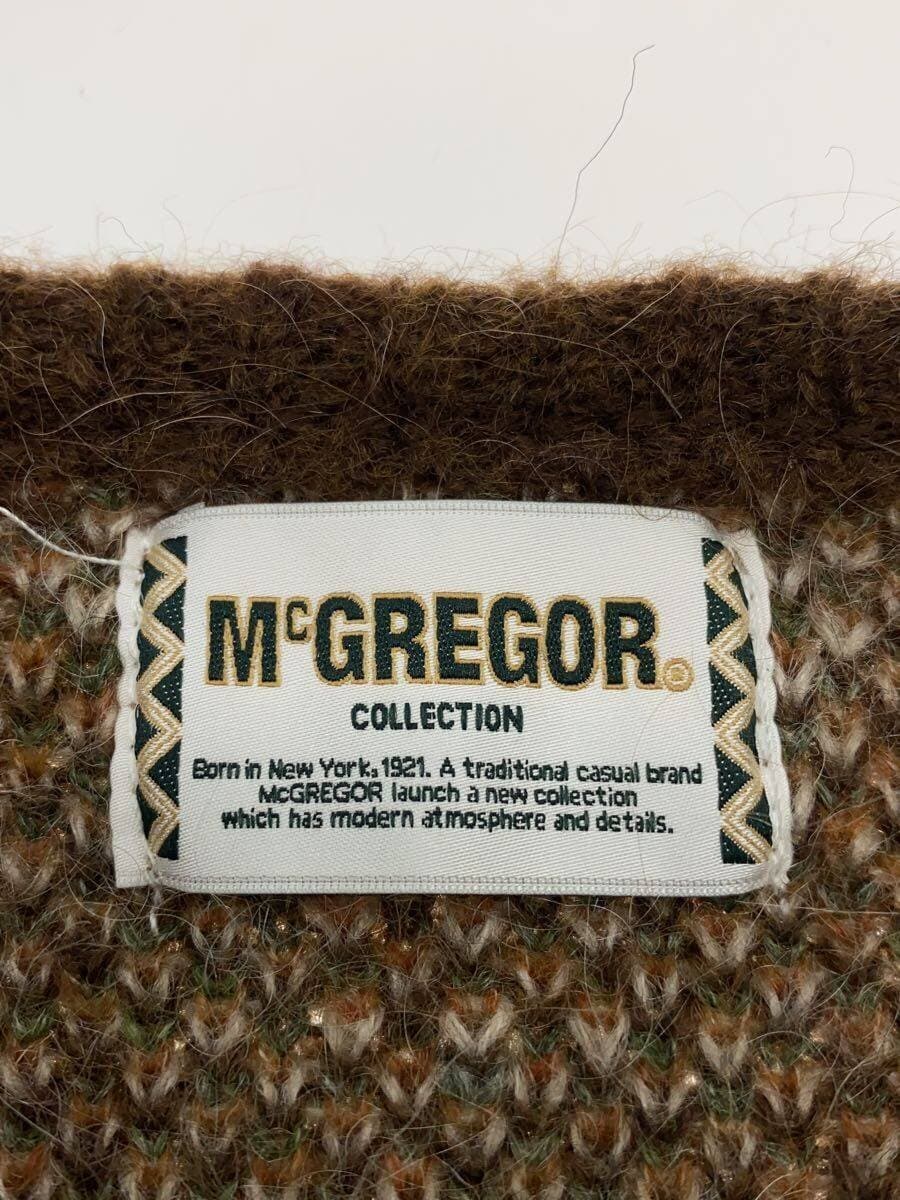 McGREGOR®
COLLECTION
Born in New York, 1921. A traditional casual brand
McGREGOR launch a new collection
which has modern atmosphere and details.